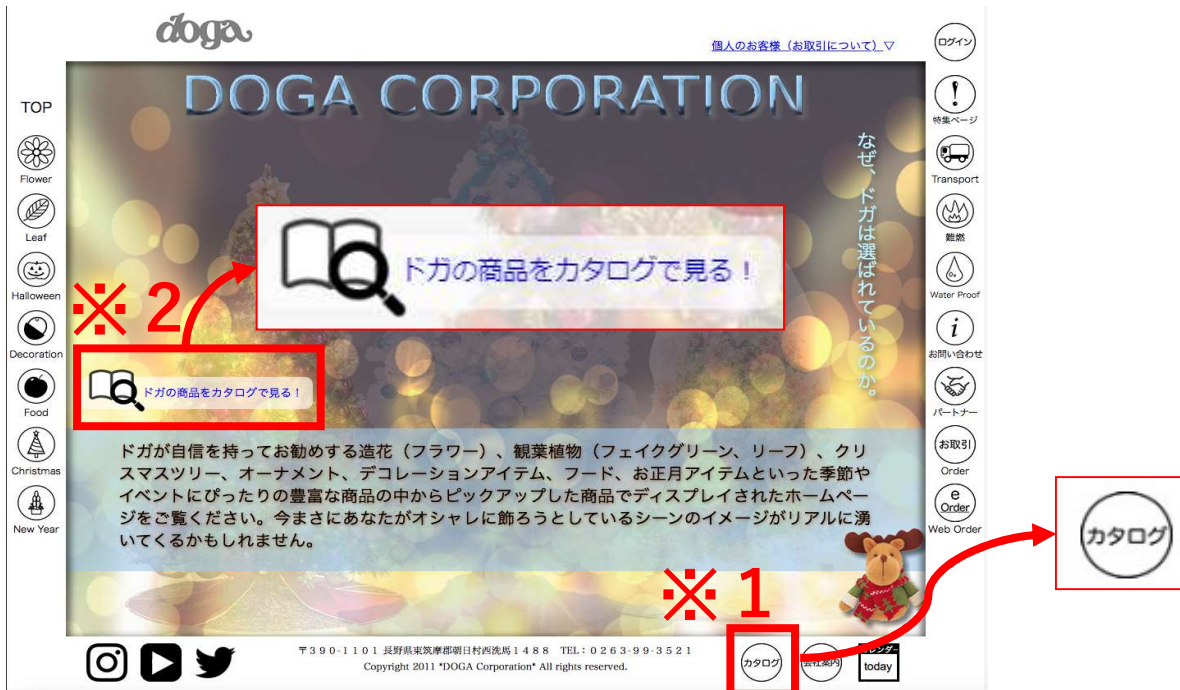 doga
個人のお客様（お取引について）▽
ログイン
DOGA CORPORATION
TOP
Flower
Leaf
Halloween
Decoration
Food
Christmas
New Year
特集ページ
Transport
難燃
Water Proof
i
お問い合わせ
パートナー
お取引
Order
e
Order
Web Order
なぜ、ドガは選ばれているのか。
ドガの商品をカタログで見る！
※２
ドガの商品をカタログで見る！
ドガが自信を持ってお勧めする造花（フラワー）、観葉植物（フェイクグリーン、リーフ）、クリ
スマスツリー、オーナメント、デコレーションアイテム、フード、お正月アイテムといった季節や
イベントにぴったりの豊富な商品の中からピックアップした商品でディスプレイされたホームペー
ジをご覧ください。今まさにあなたがオシャレに飾ろうとしているシーンのイメージがリアルに湧
いてくるかもしれません。
カタログ
※１
〒３９０-１１０１ 長野県東筑摩郡朝日村西洗馬１４８８ TEL：０２６３-９９-３５２１
Copyright 2011 *DOGA Corporation* All rights reserved.
カタログ
会社案内
カレンダー
today